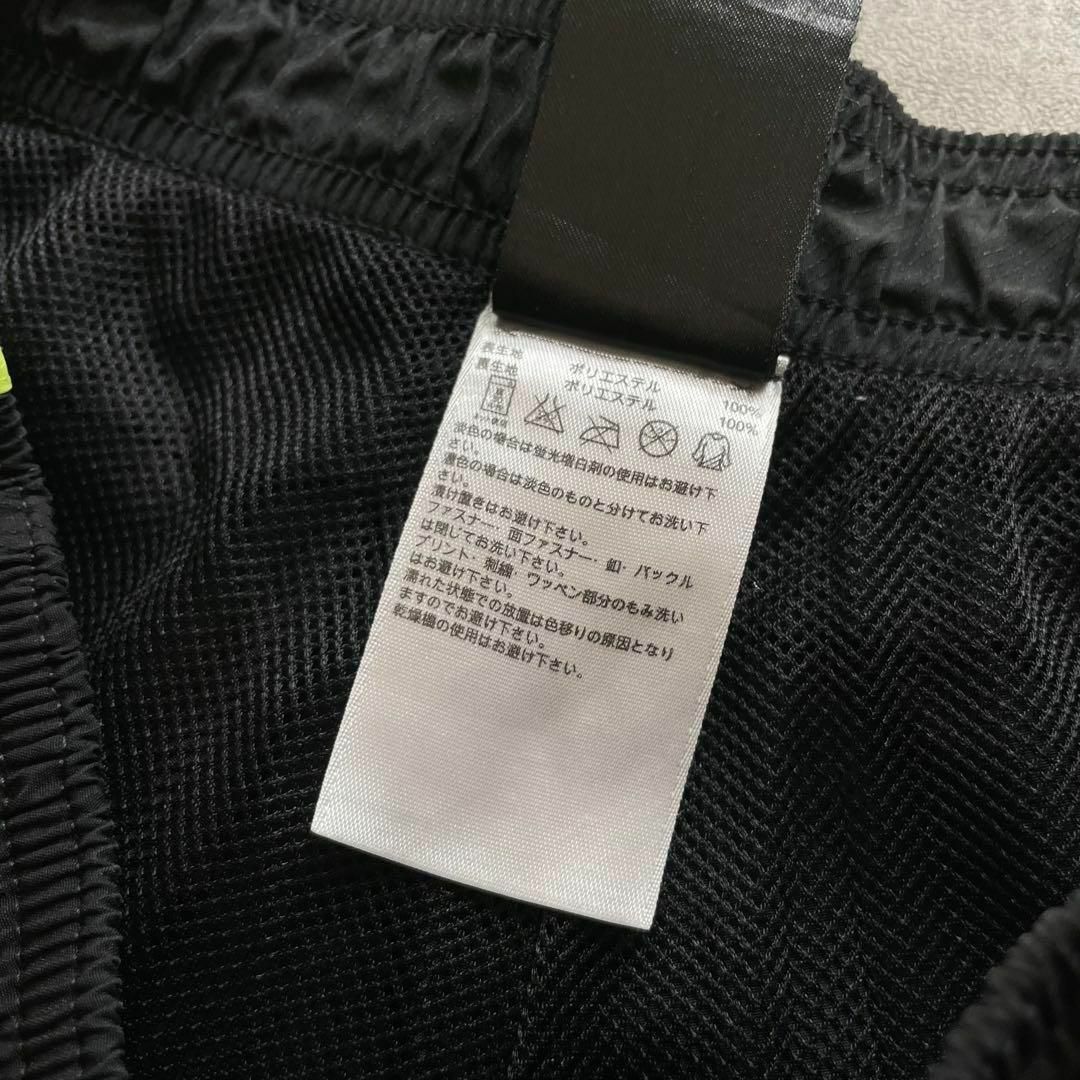 表生地 ポリエステル 100%
裏生地 ポリエステル 100%
淡色の場合は蛍光増白剤の使用はお避け下
さい。
濃色の場合は淡色のものと分けてお洗い下
さい。
漬け置きはお避け下さい。
ファスナー・面ファスナー・釦・バックル
は閉じてお洗い下さい。
プリント・刺繍・ワッペン部分のもみ洗い
はお避け下さい。
濡れた状態での放置は色移りの原因となり
ますのでお避け下さい。
乾燥機の使用はお避け下さい。